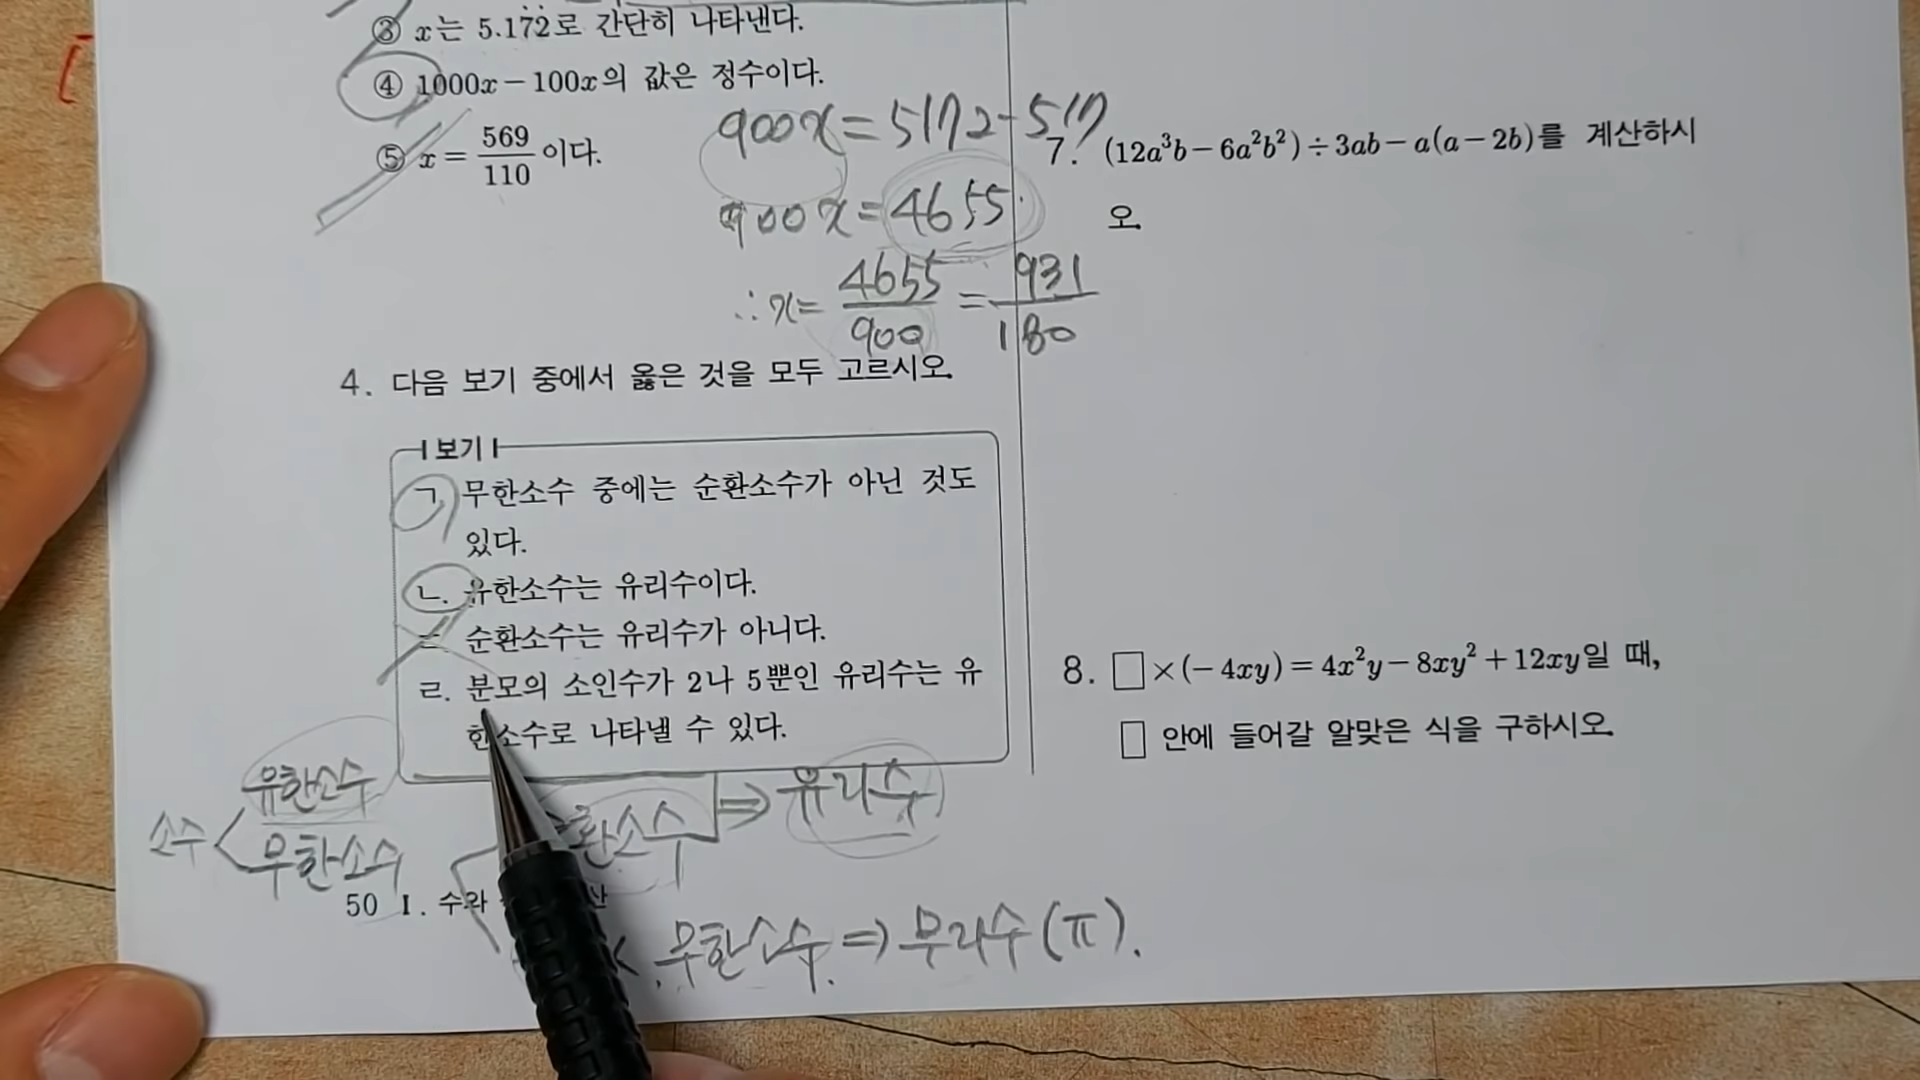 ③ x는 5.17̇2̇로 간단히 나타낸다.
④ 1000x-100x의 값은 정수이다.
⑤ x = 569/110 이다.
900x = 5172-517
900x = 4655
∴ x = 4655/900 = 931/180
4. 다음 보기 중에서 옳은 것을 모두 고르시오.
보기
ㄱ. 무한소수 중에는 순환소수가 아닌 것도
있다.
ㄴ. 유한소수는 유리수이다.
ㄷ. 순환소수는 유리수가 아니다.
ㄹ. 분모의 소인수가 2나 5뿐인 유리수는 유
한소수로 나타낼 수 있다.
소수 < 유한소수
무한소수
환소수 ⇒ 유리수
무한소수. ⇒ 무리수(π).
50 Ⅰ. 수와
7. (12a³b-6a²b²)÷3ab-a(a-2b)를 계산하시
오.
8. □×(-4xy)=4x²y-8xy²+12xy일 때,
□ 안에 들어갈 알맞은 식을 구하시오.